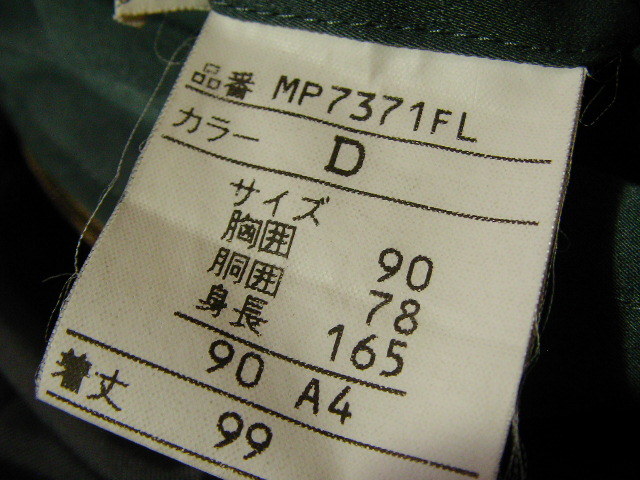 品番 MP7371FL
カラー D
サイズ
胸囲 90
胴囲 78
身長 165
90 A4
着丈 99